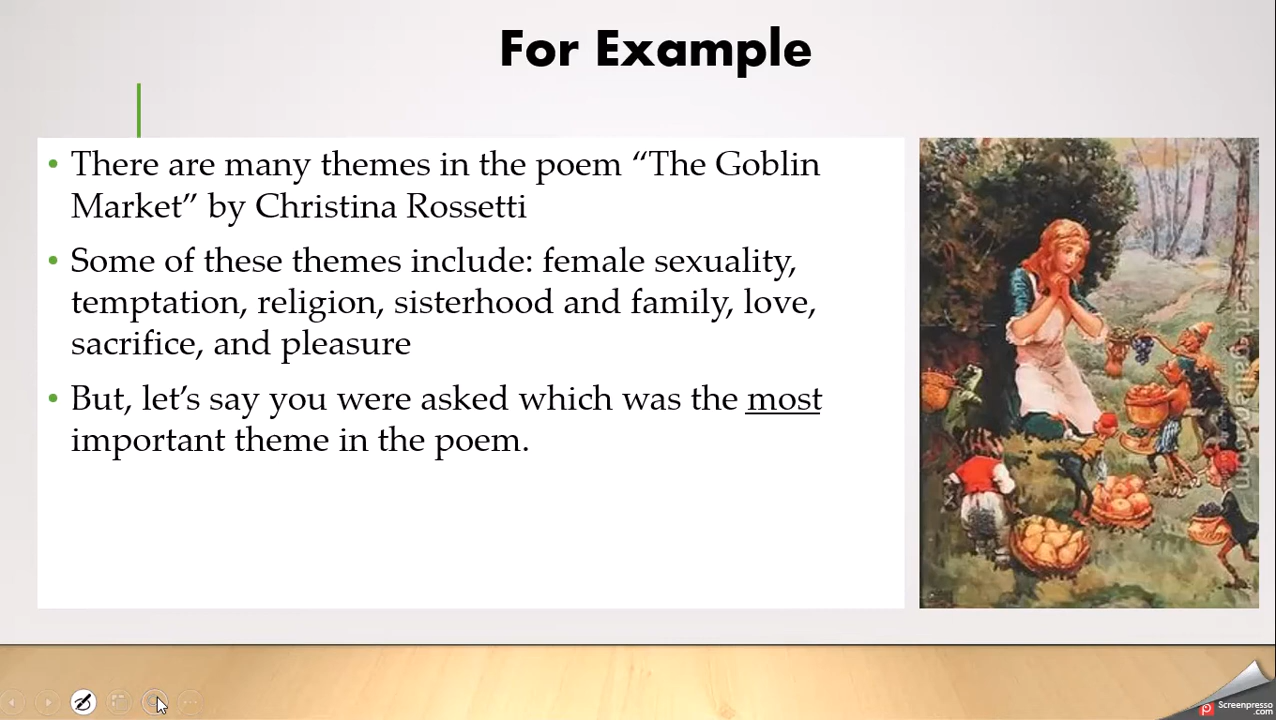 For Example
• There are many themes in the poem “The Goblin
Market” by Christina Rossetti
• Some of these themes include: female sexuality,
temptation, religion, sisterhood and family, love,
sacrifice, and pleasure
• But, let’s say you were asked which was the most
important theme in the poem.
Screenpresso
.com